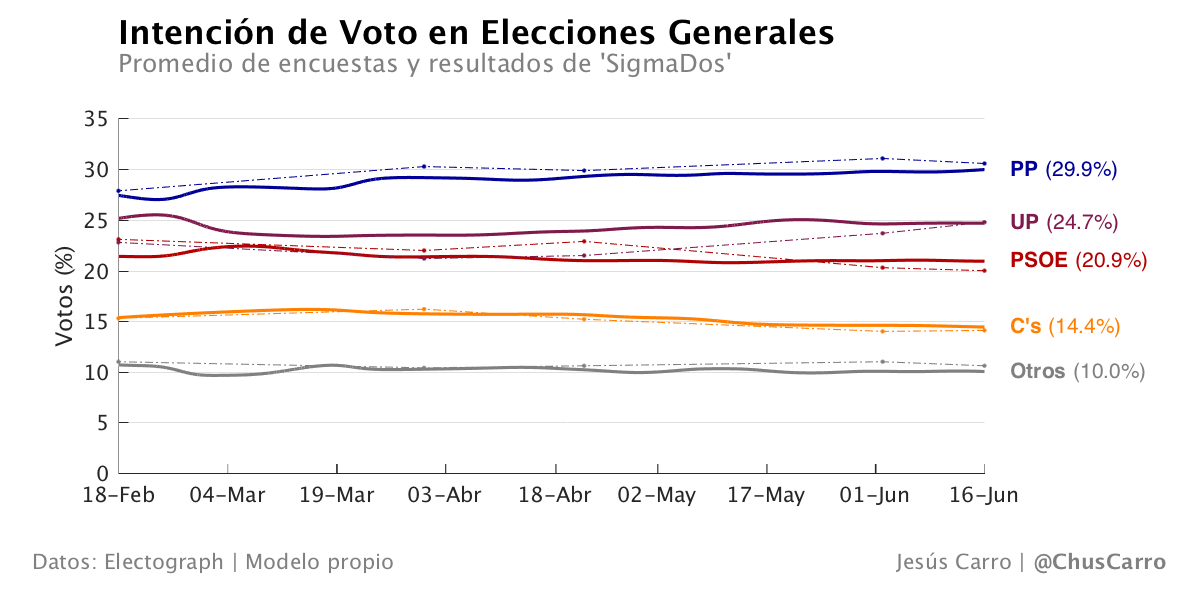 Intención de Voto en Elecciones Generales
Promedio de encuestas y resultados de 'SigmaDos'
Votos (%)
35
30
25
20
15
10
5
0
18-Feb 04-Mar 19-Mar 03-Abr 18-Abr 02-May 17-May 01-Jun 16-Jun
PP (29.9%)
UP (24.7%)
PSOE (20.9%)
C's (14.4%)
Otros (10.0%)
Datos: Electograph | Modelo propio
Jesús Carro | @ChusCarro